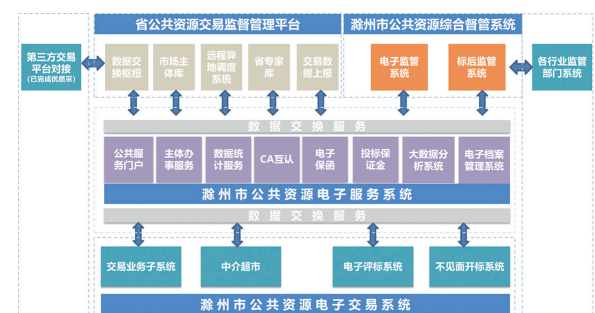 省公共资源交易监督管理平台
滁州市公共资源综合督管系统
第三方交易
平台对接
(已完成优质采)
数据交
换枢纽
市场主
体库
远程异
地调度
系统
省专家
库
交易数
据上报
电子监管
系统
标后监管
系统
各行业监管
部门系统
数据交换服务
公共服
务门户
主体办
事服务
数据统
计服务
CA互认
电子
保函
投标保
证金
大数据分
析系统
电子档案
管理系统
滁州市公共资源电子服务系统
数据交换服务
交易业务子系统
中介超市
电子评标系统
不见面开标系统
滁州市公共资源电子交易系统